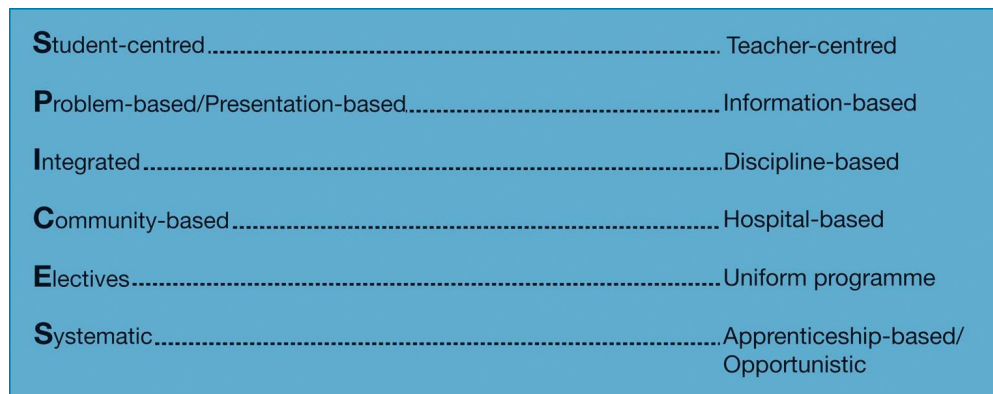 Student-centred Teacher-centred
Problem-based/Presentation-based Information-based
Integrated Discipline-based
Community-based Hospital-based
Electives Uniform programme
Systematic Apprenticeship-based/
Opportunistic